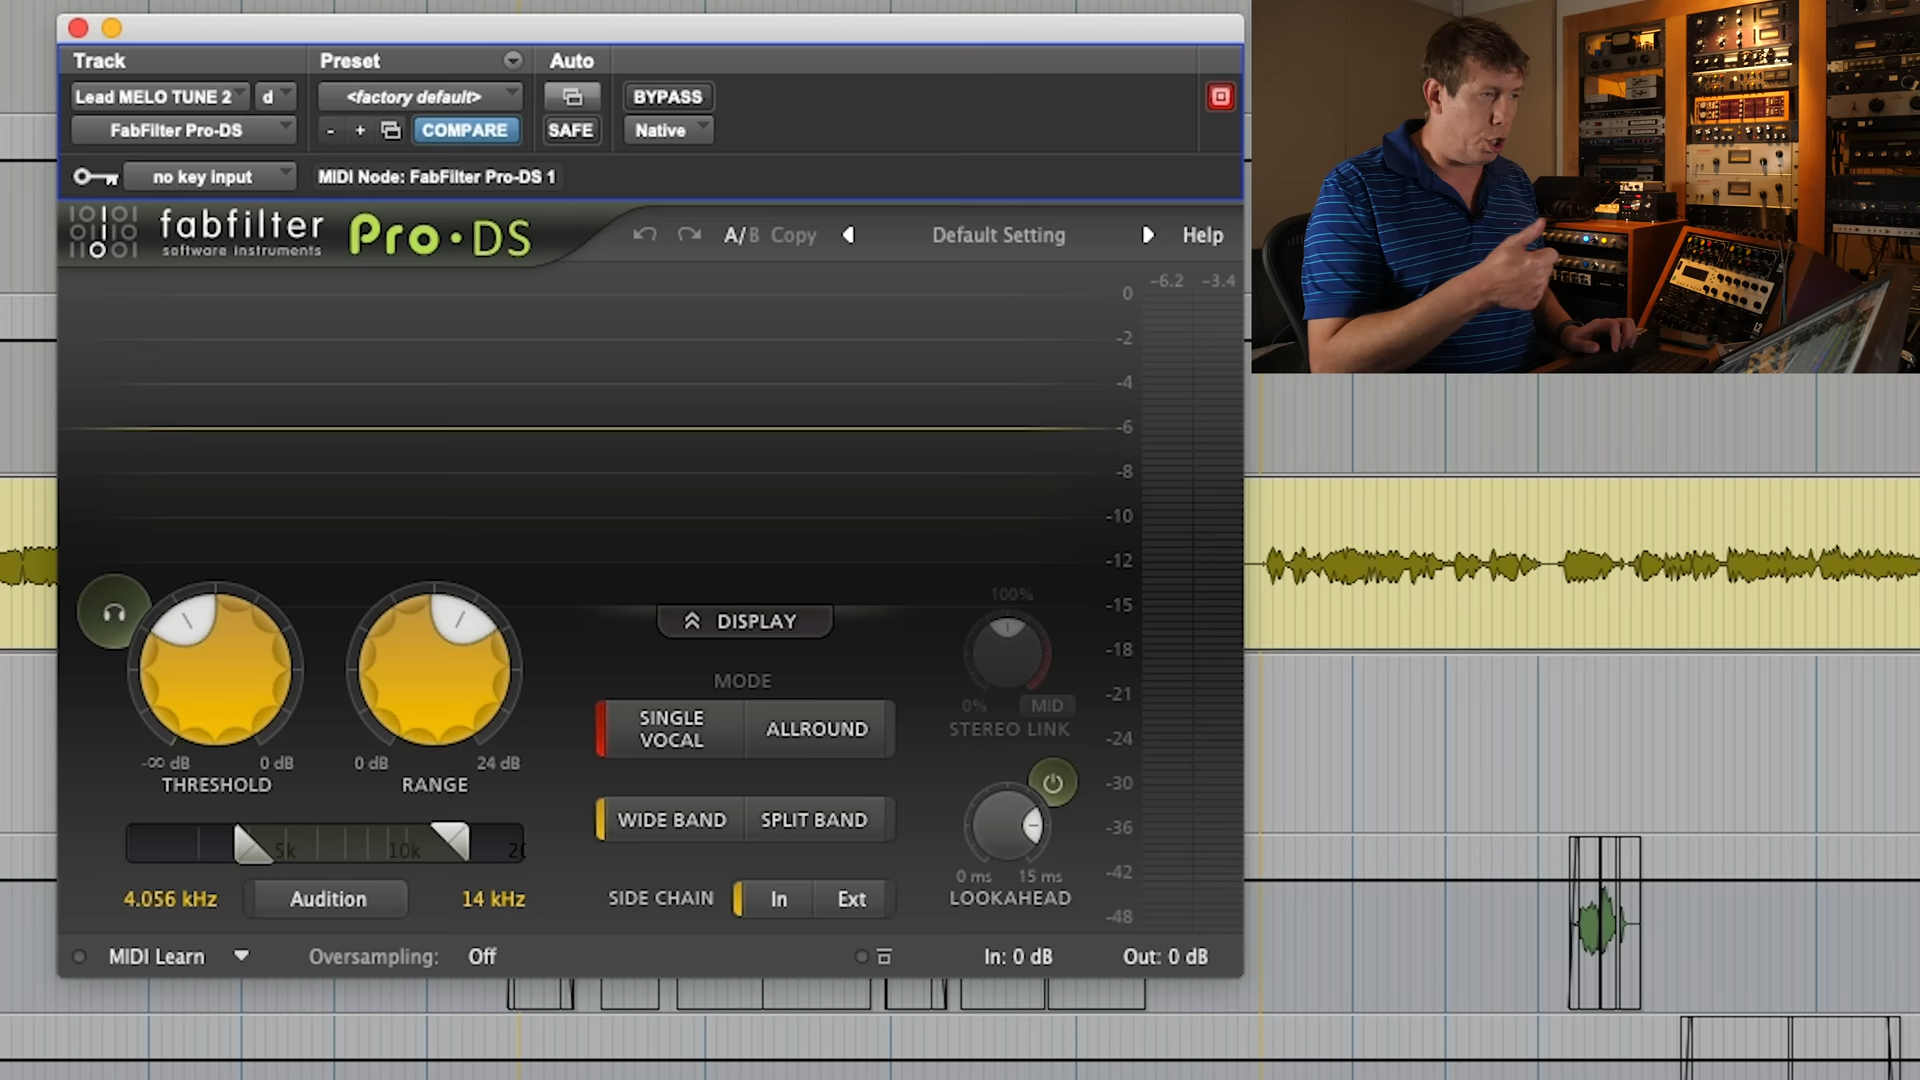 Track
Preset
Auto
Lead MELO TUNE 2
d
<factory default>
BYPASS
FabFilter Pro-DS
- +
COMPARE
SAFE
Native
no key input
MIDI Node: FabFilter Pro-DS 1
fabfilter
software instruments
Pro·DS
A/B Copy
Default Setting
Help
-6.2 -3.4
0
-2
-4
-6
-8
-10
-12
-15
-18
-21
-24
-30
-36
-42
-48
DISPLAY
100%
0%
MID
STEREO LINK
MODE
SINGLE
VOCAL
ALLROUND
-∞ dB 0 dB
THRESHOLD
0 dB 24 dB
RANGE
WIDE BAND
SPLIT BAND
5k 10k
4.056 kHz
Audition
14 kHz
SIDE CHAIN
In
Ext
0 ms 15 ms
LOOKAHEAD
MIDI Learn
Oversampling: Off
In: 0 dB
Out: 0 dB